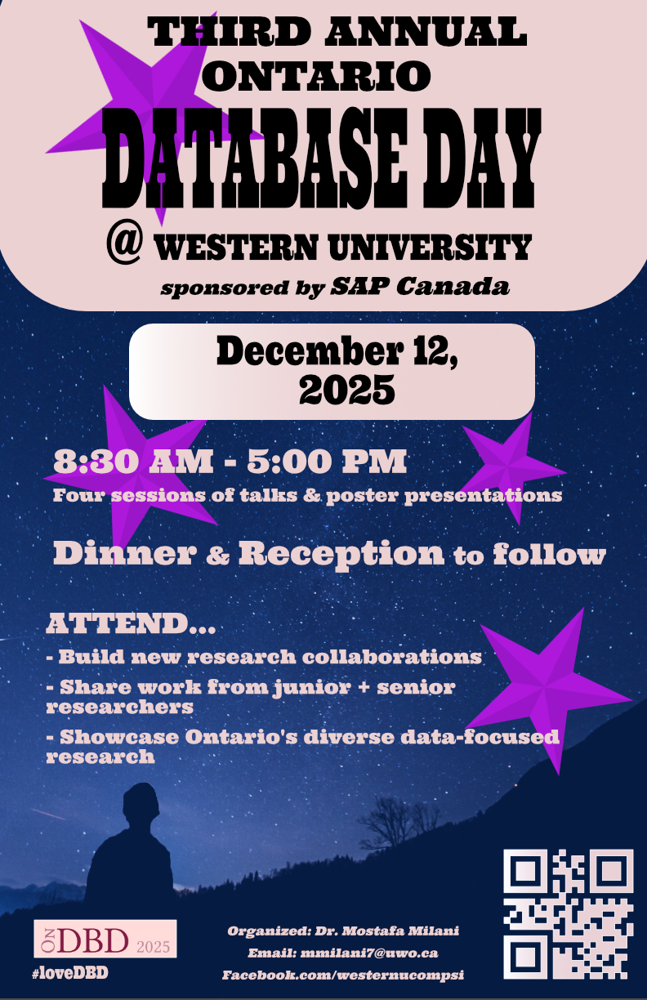 THIRD ANNUAL
ONTARIO
DATABASE DAY
@ WESTERN UNIVERSITY
sponsored by SAP Canada
December 12,
2025
8:30 AM - 5:00 PM
Four sessions of talks & poster presentations
Dinner & Reception to follow
ATTEND...
- Build new research collaborations
- Share work from junior + senior
researchers
- Showcase Ontario's diverse data-focused
research
ON DBD 2025
#loveDBD
Organized: Dr. Mostafa Milani
Email: mmilani7@uwo.ca
Facebook.com/westernucompsi